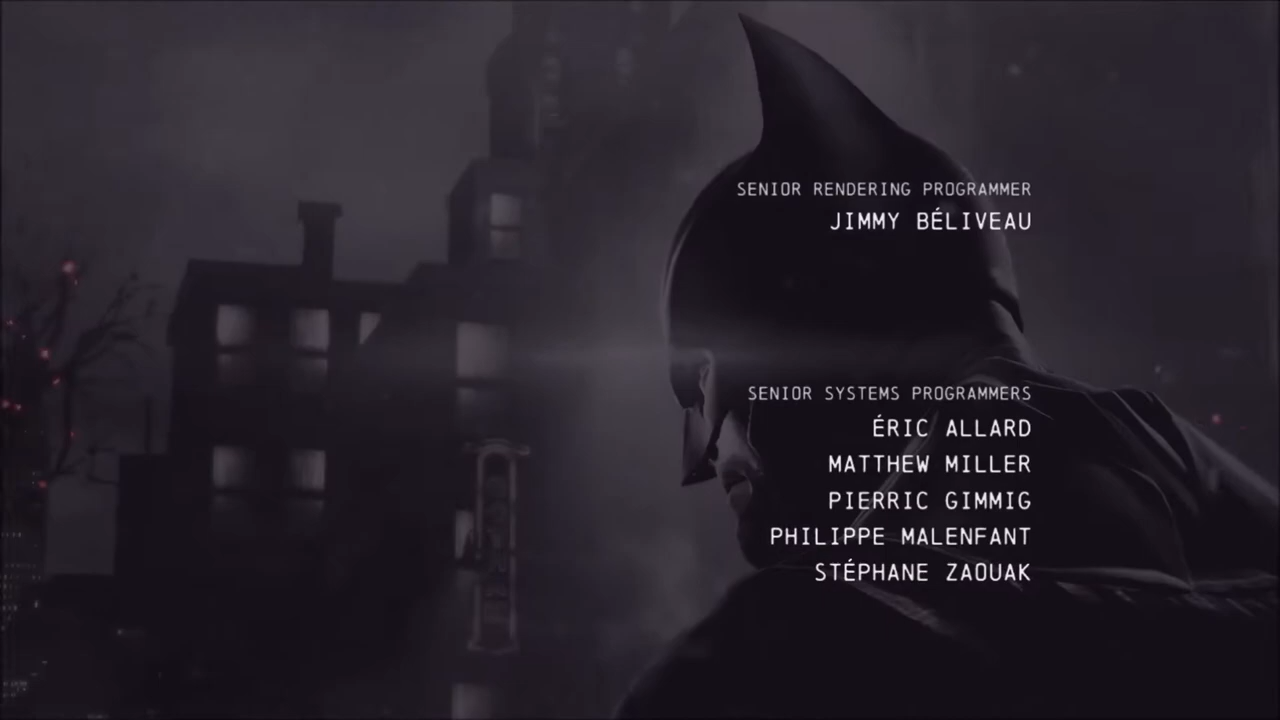 SENIOR RENDERING PROGRAMMER
JIMMY BÉLIVEAU
SENIOR SYSTEMS PROGRAMMERS
ÉRIC ALLARD
MATTHEW MILLER
PIERRIC GIMMIG
PHILIPPE MALENFANT
STÉPHANE ZAOUAK